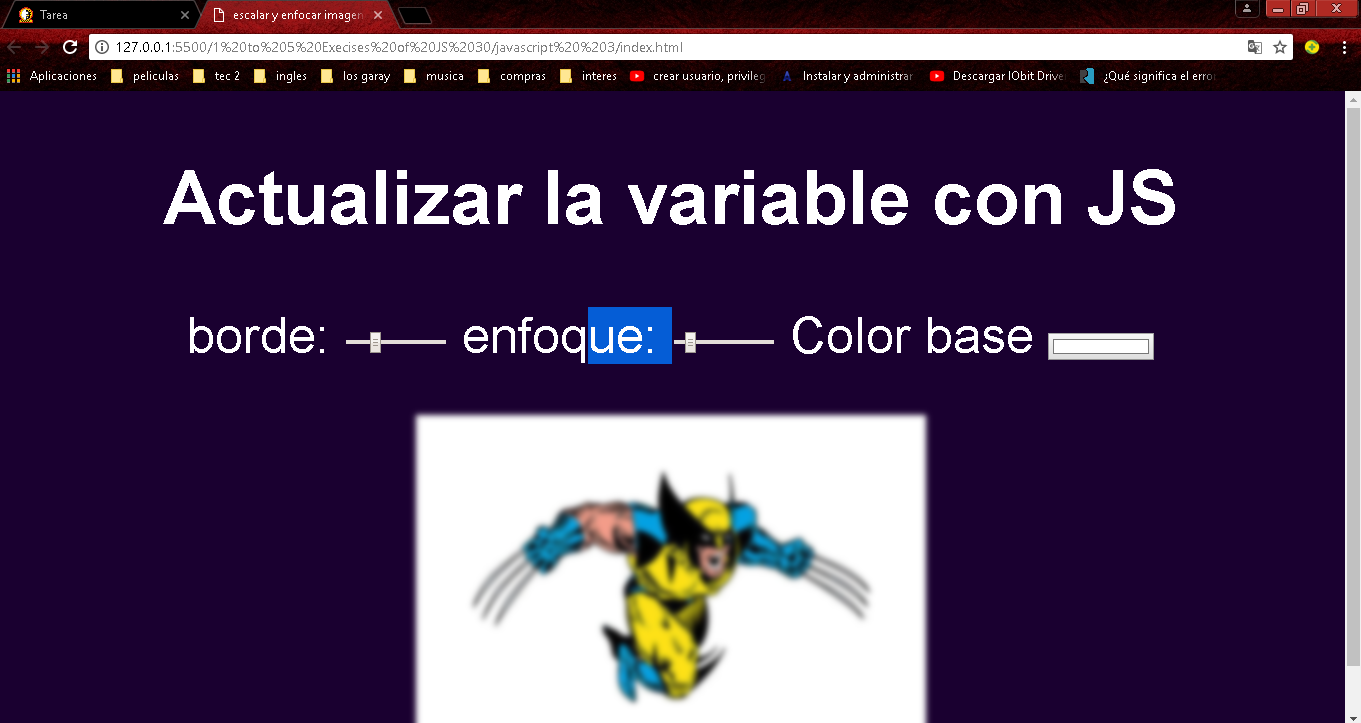 Tarea
escalar y enfocar imagen
127.0.0.1:5500/1%20to%205%20Execises%20of%20JS%2030/javascript%20%203/index.html
Aplicaciones peliculas tec 2 ingles los garay musica compras interes crear usuario, privileg Instalar y administrar Descargar IObit Drive ¿Qué significa el erro
Actualizar la variable con JS
borde: enfoque: Color base